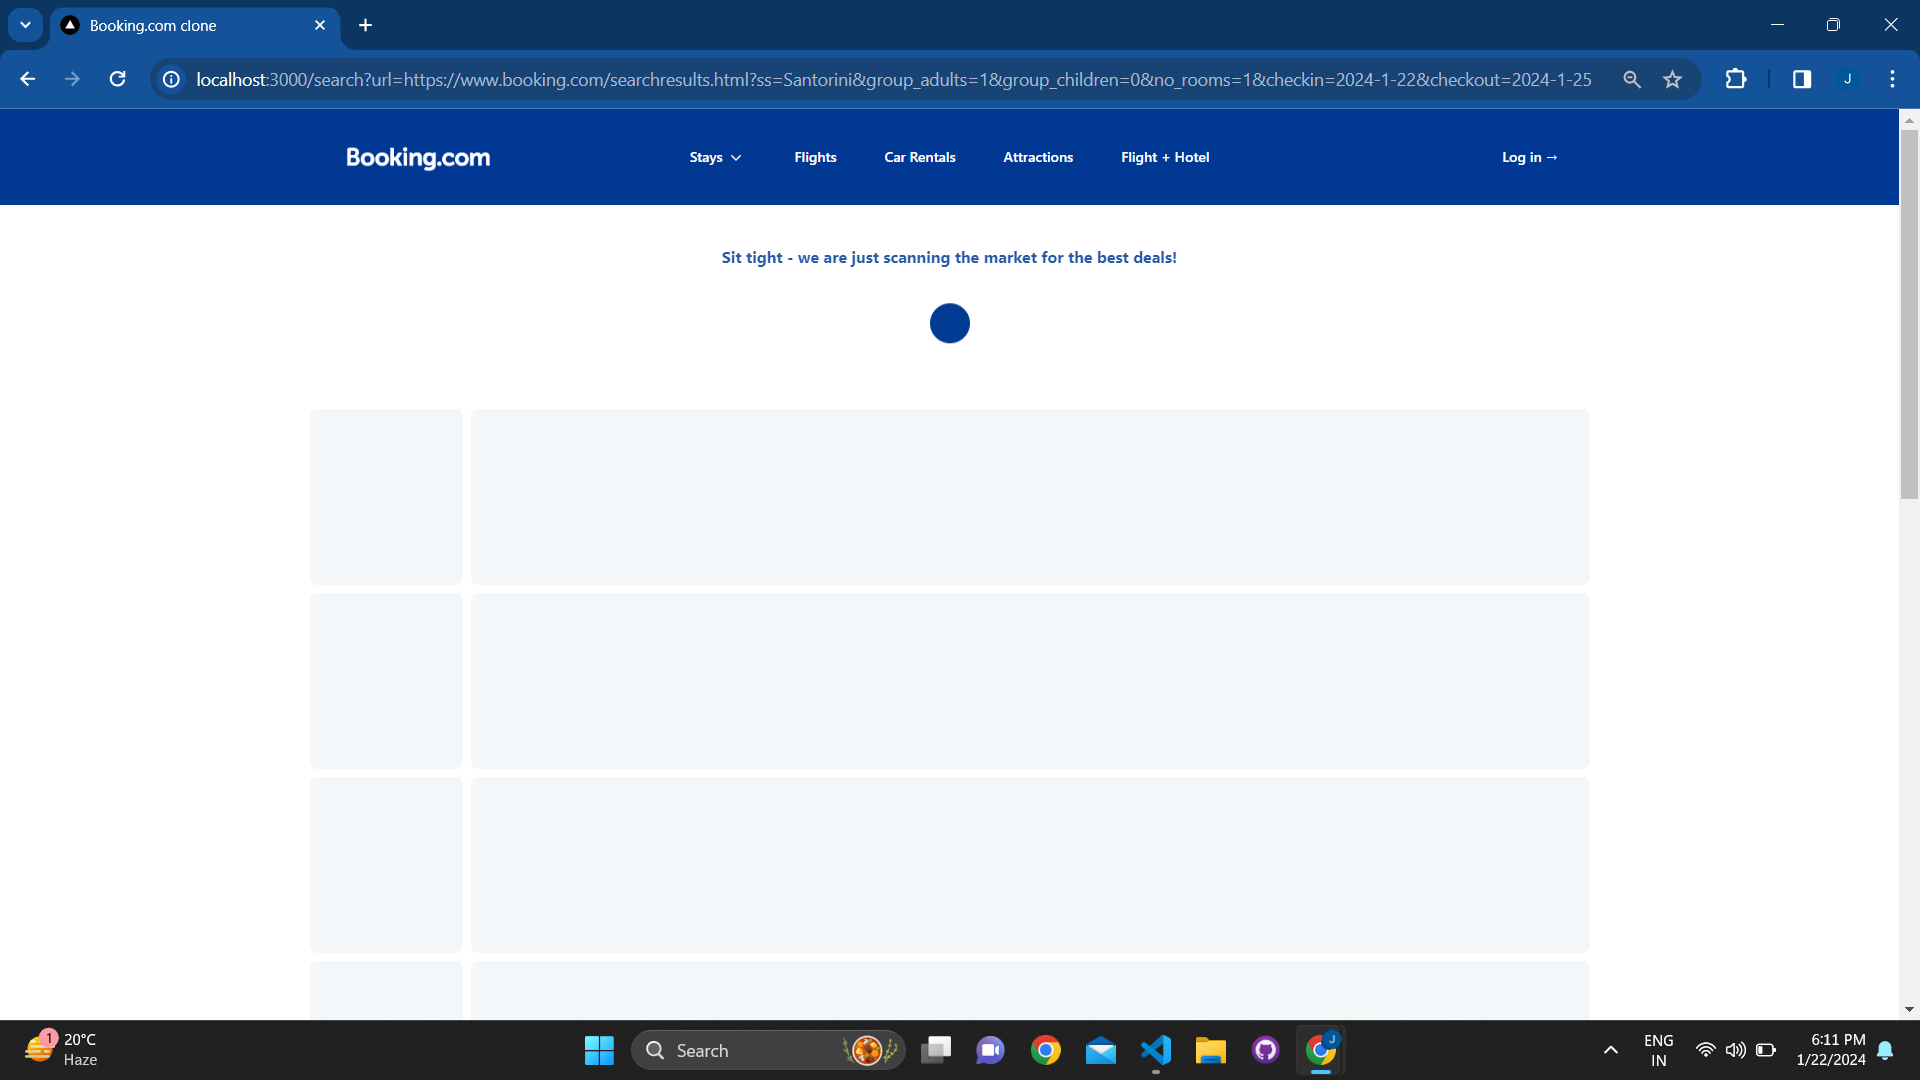 Booking.com clone
localhost:3000/search?url=https://www.booking.com/searchresults.html?ss=Santorini&group_adults=1&group_children=0&no_rooms=1&checkin=2024-1-22&checkout=2024-1-25
J
Booking.com
Stays
Flights
Car Rentals
Attractions
Flight + Hotel
Log in →
Sit tight - we are just scanning the market for the best deals!
1
20°C
Haze
Search
J
ENG
IN
6:11 PM
1/22/2024